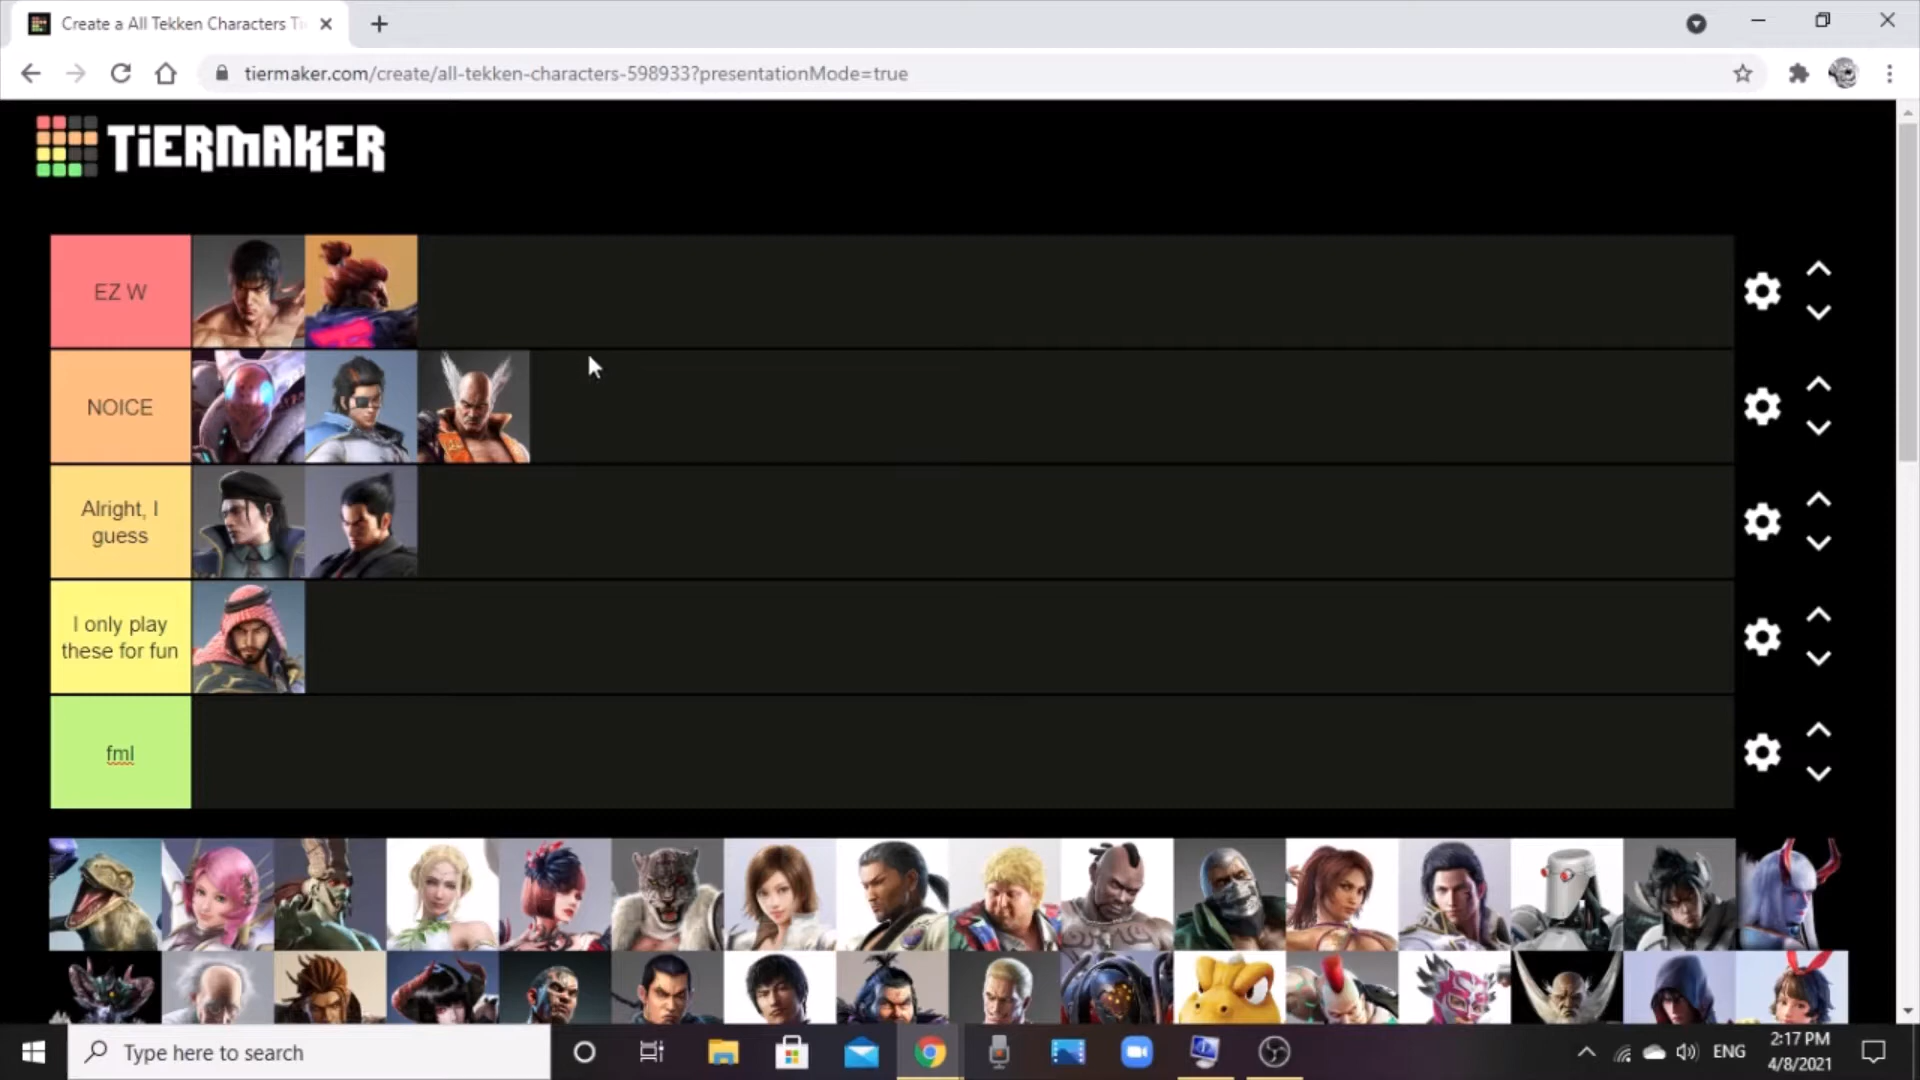 Create a All Tekken Characters Ti
tiermaker.com/create/all-tekken-characters-598933?presentationMode=true
TiERMAKER
EZ W
NOICE
Alright, I
guess
I only play
these for fun
fml
Type here to search
ENG
2:17 PM
4/8/2021